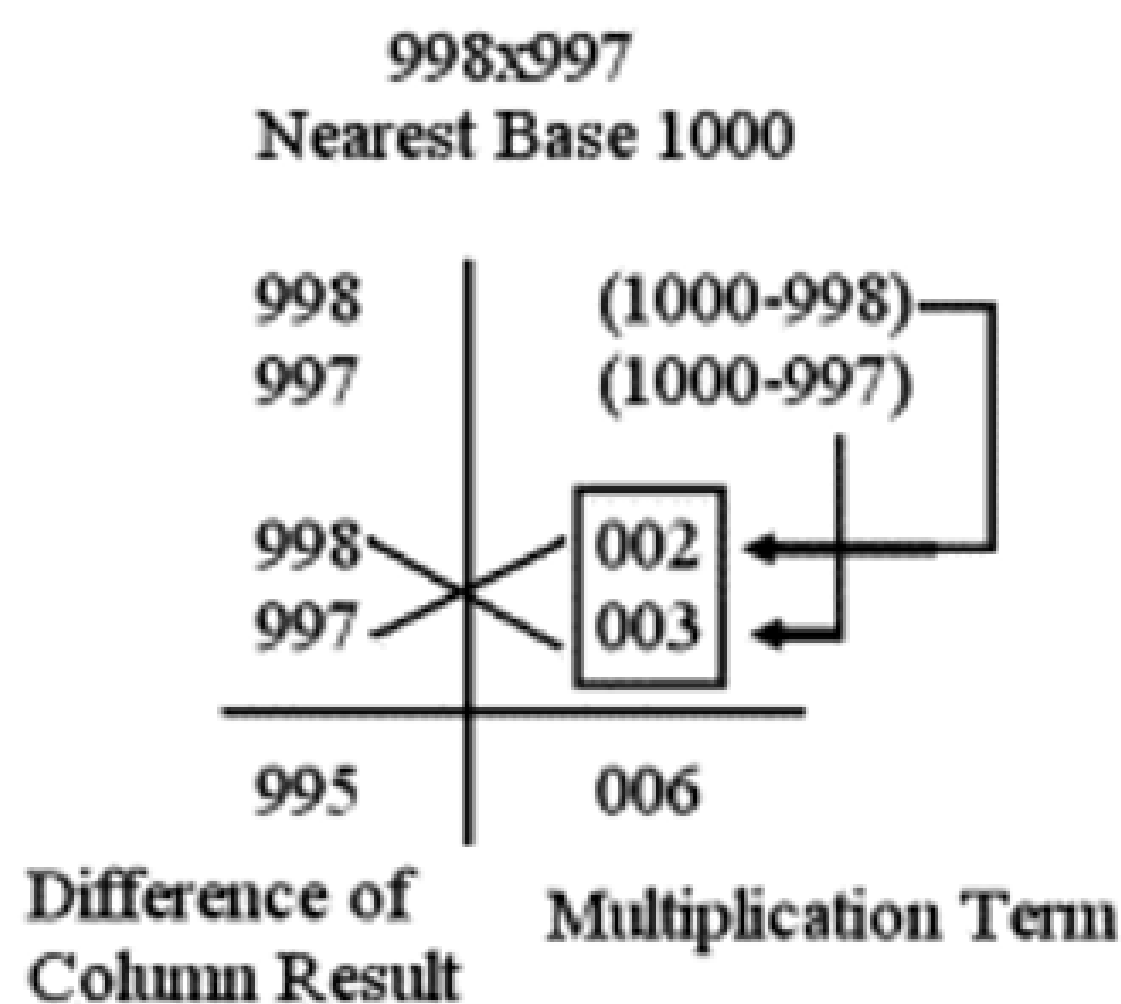 998x997
Nearest Base 1000
998 (1000-998)
997 (1000-997)
998 002
997 003
995 006
Difference of
Column Result
Multiplication Term